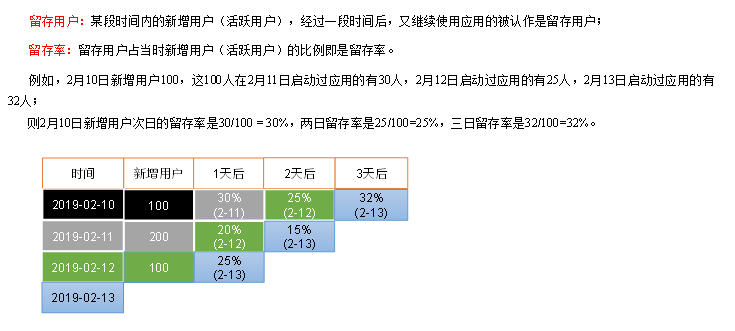 留存用户：某段时间内的新增用户（活跃用户），经过一段时间后，又继续使用应用的被认作是留存用户；
留存率：留存用户占当时新增用户（活跃用户）的比例即是留存率。
例如，2月10日新增用户100，这100人在2月11日启动过应用的有30人，2月12日启动过应用的有25人，2月13日启动过应用的有
32人；
则2月10日新增用户次日的留存率是30/100 = 30%，两日留存率是25/100=25%，三日留存率是32/100=32%。
时间 新增用户 1天后 2天后 3天后
2019-02-10 100 30% (2-11) 25% (2-12) 32% (2-13)
2019-02-11 200 20% (2-12) 15% (2-13)
2019-02-12 100 25% (2-13)
2019-02-13